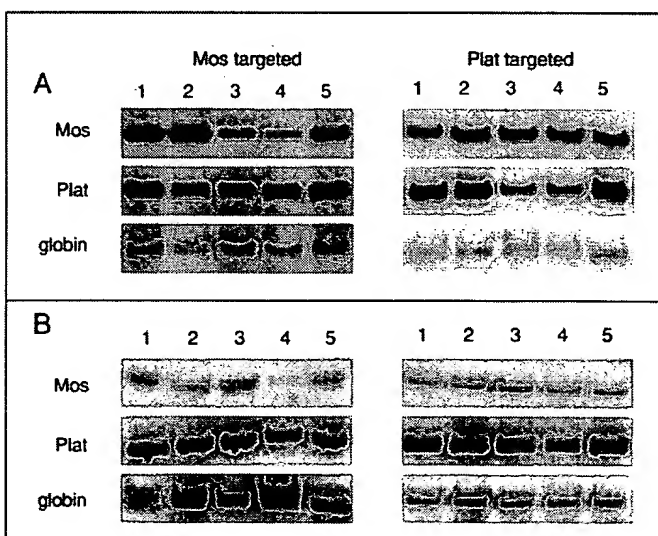 Mos targeted Plat targeted
A 1 2 3 4 5 1 2 3 4 5
Mos
Plat
globin
B 1 2 3 4 5 1 2 3 4 5
Mos
Plat
globin